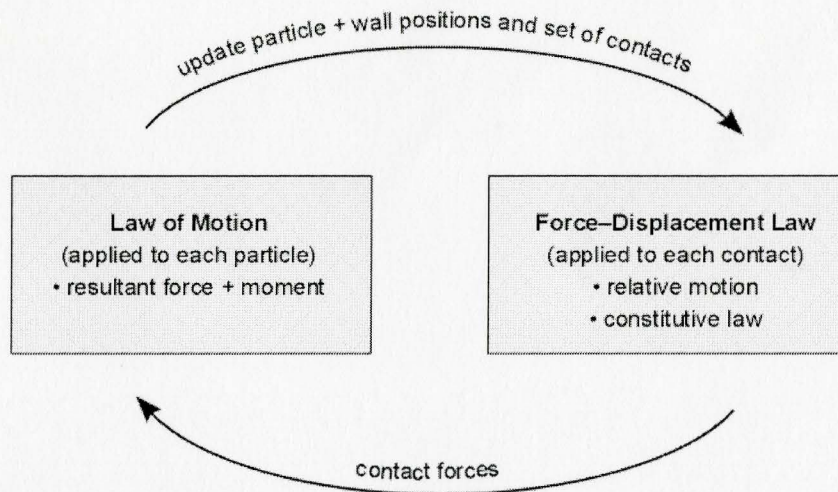 update particle + wall positions and set of contacts
Law of Motion
(applied to each particle)
• resultant force + moment
Force–Displacement Law
(applied to each contact)
• relative motion
• constitutive law
contact forces